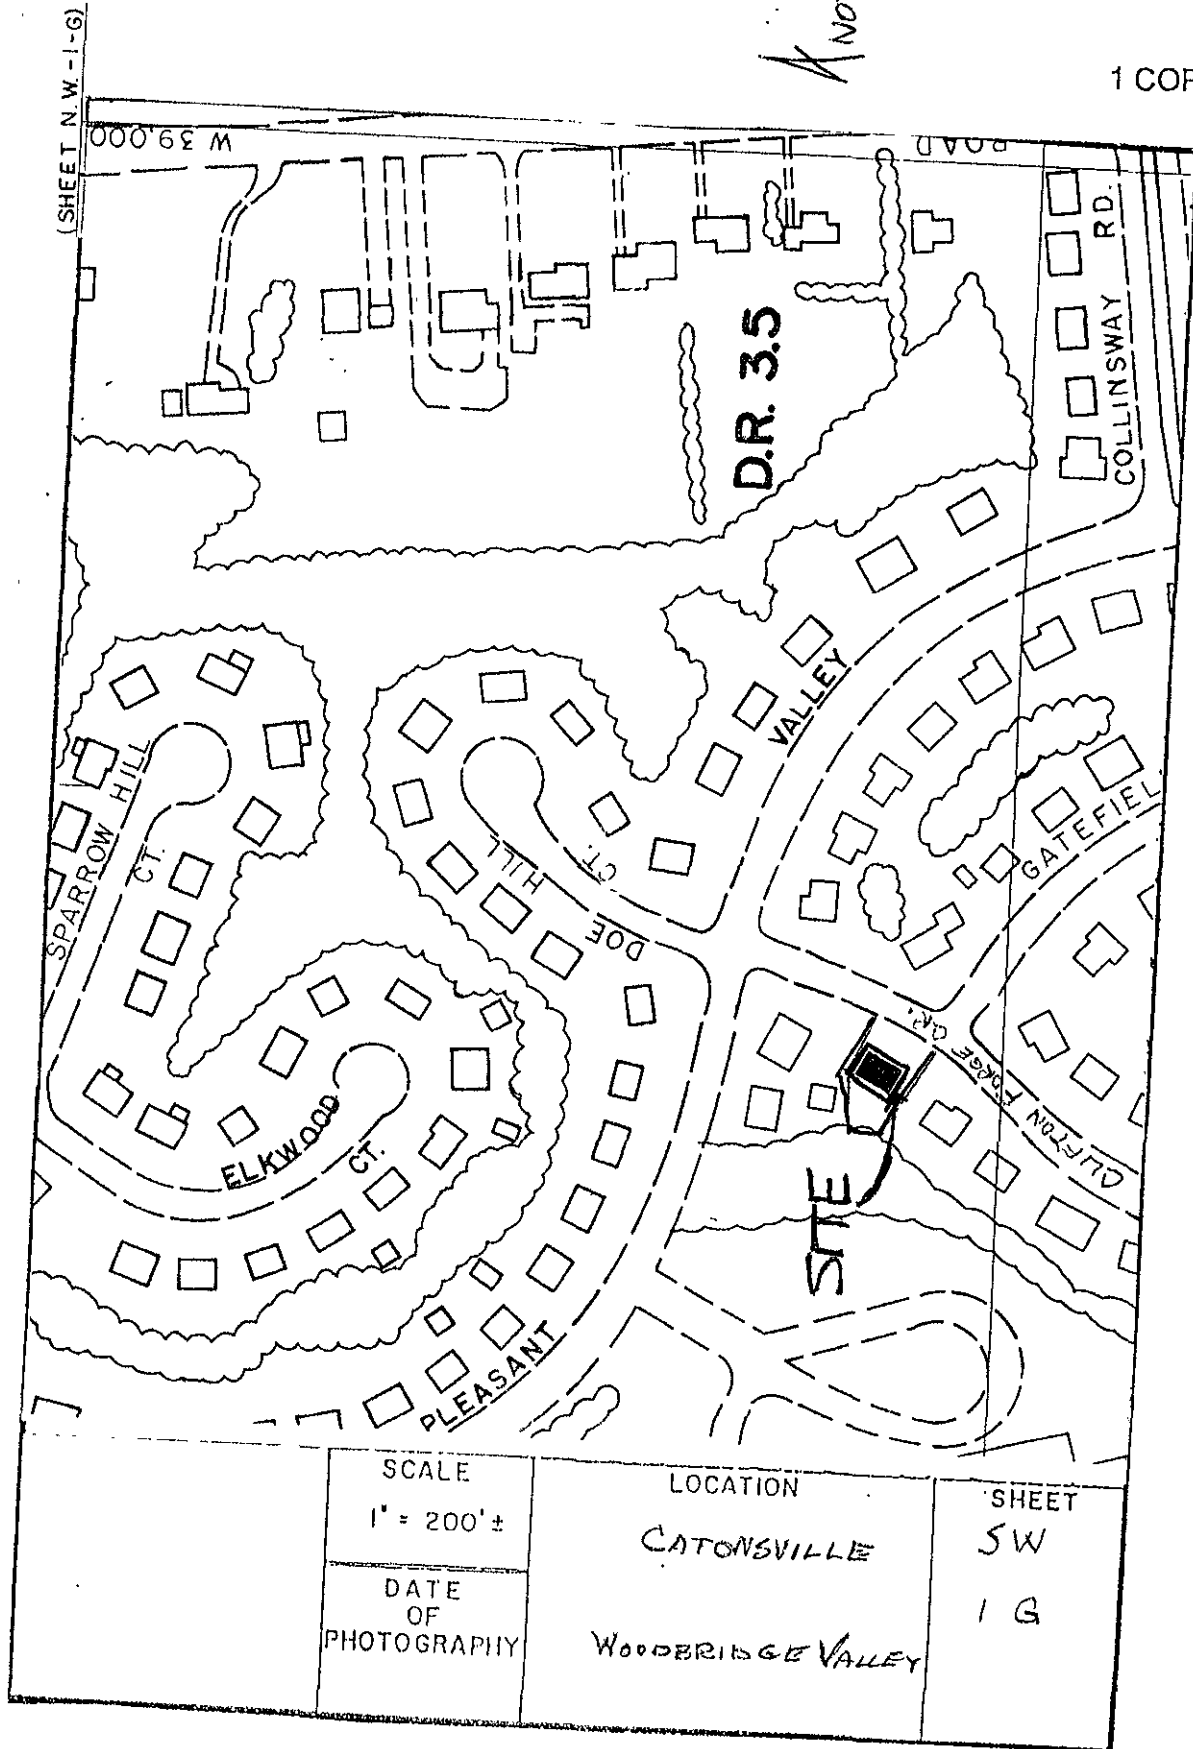 (SHEET N.W.-1-G)
NO
1 COP
W 39,000
ROAD
COLLINSWAY RD.
D.R. 3.5
VALLEY
SPARROW HILL
CT.
DOE HILL
CT.
GATEFIEL
CLIFTON FORGE CIR.
ELKWOOD
CT.
SITE
PLEASANT
SCALE
1" = 200'±
DATE
OF
PHOTOGRAPHY
LOCATION
CATONSVILLE
WOODBRIDGE VALLEY
SHEET
SW
1 G